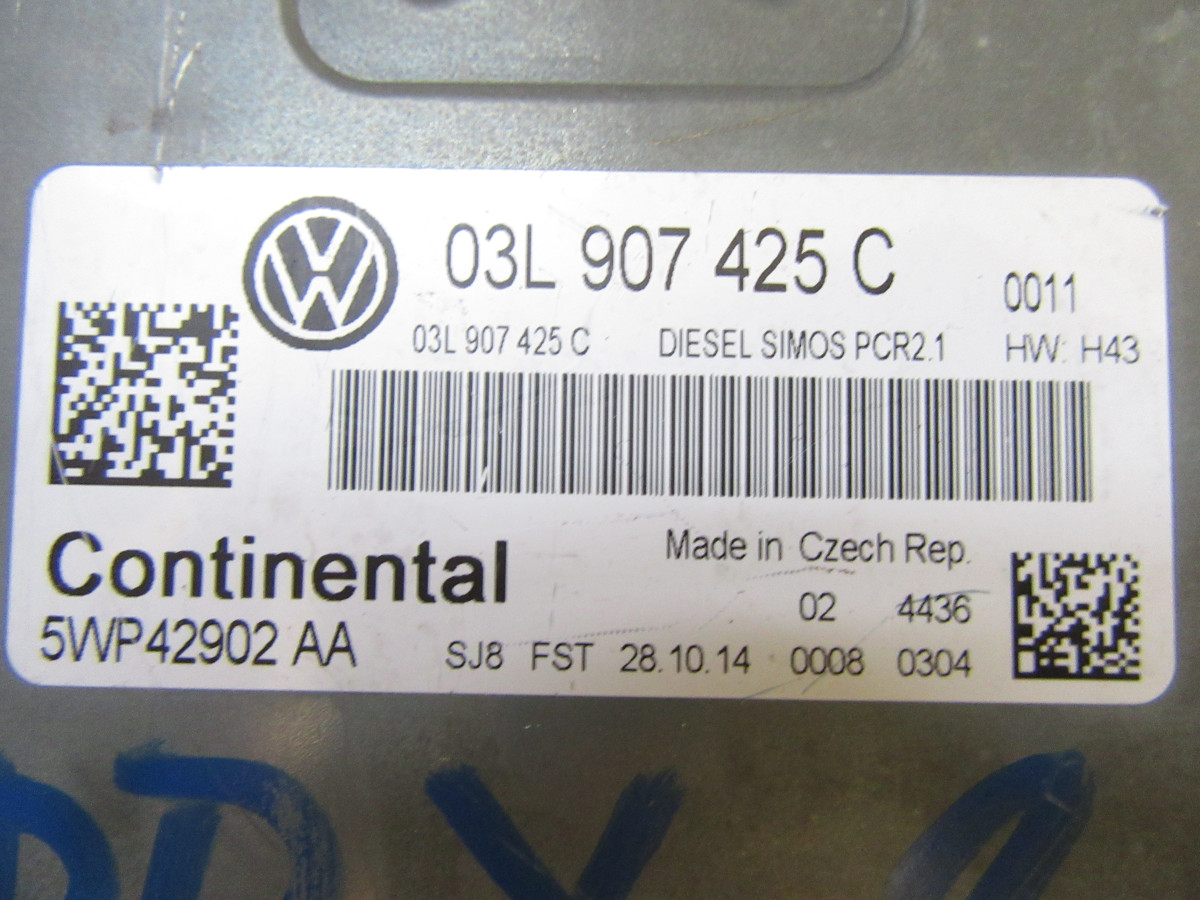 03L 907 425 C
0011
03L 907 425 C DIESEL SIMOS PCR2.1 HW: H43
Continental
Made in Czech Rep.
02 4436
5WP42902 AA
SJ8 FST 28.10.14 0008 0304